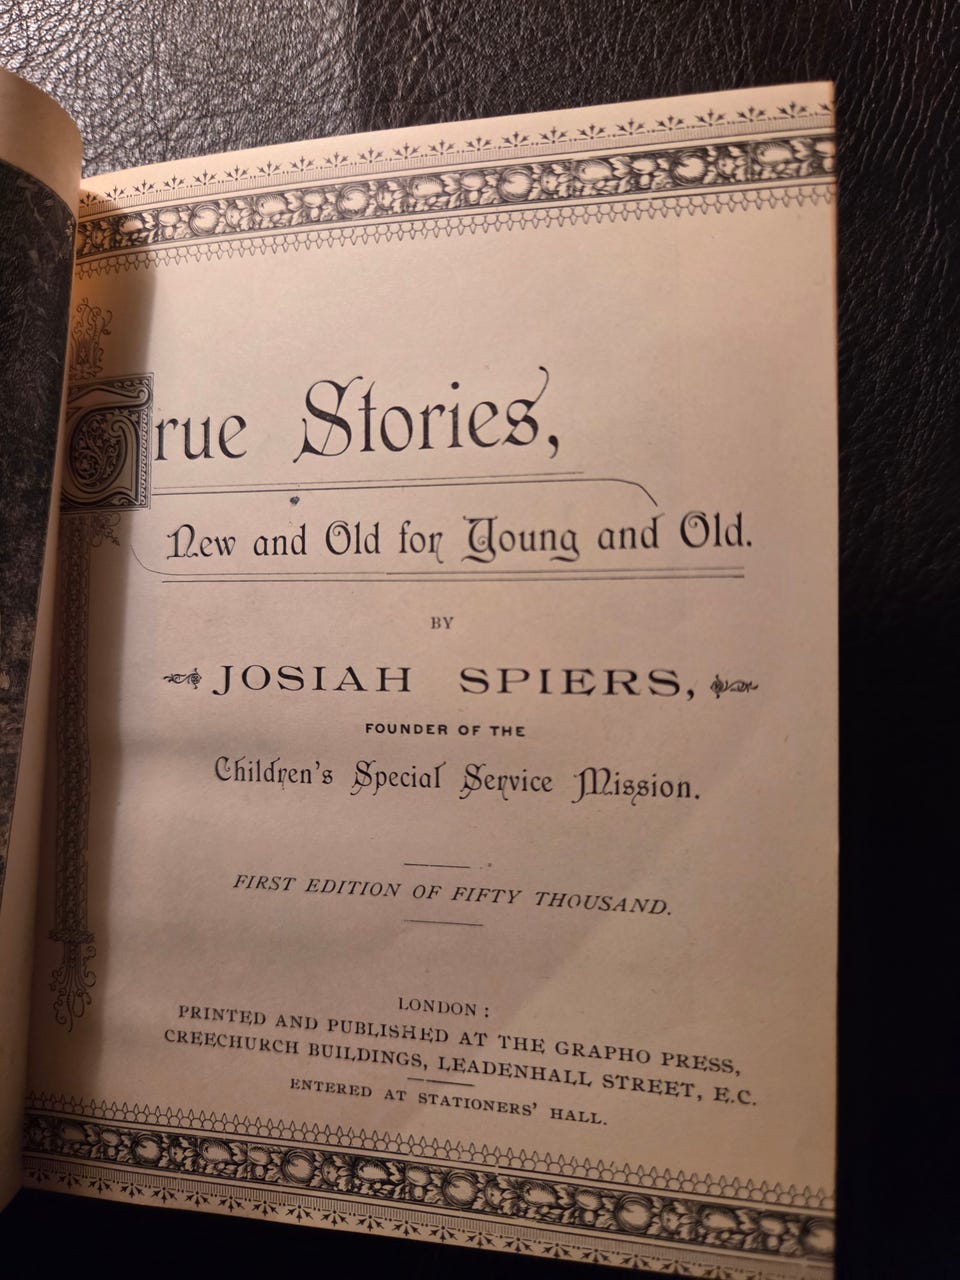 True Stories,
New and Old for Young and Old.
BY
JOSIAH SPIERS,
FOUNDER OF THE
Children's Special Service Mission.
FIRST EDITION OF FIFTY THOUSAND.
LONDON:
PRINTED AND PUBLISHED AT THE GRAPHO PRESS,
CREECHURCH BUILDINGS, LEADENHALL STREET, E.C.
ENTERED AT STATIONERS' HALL.